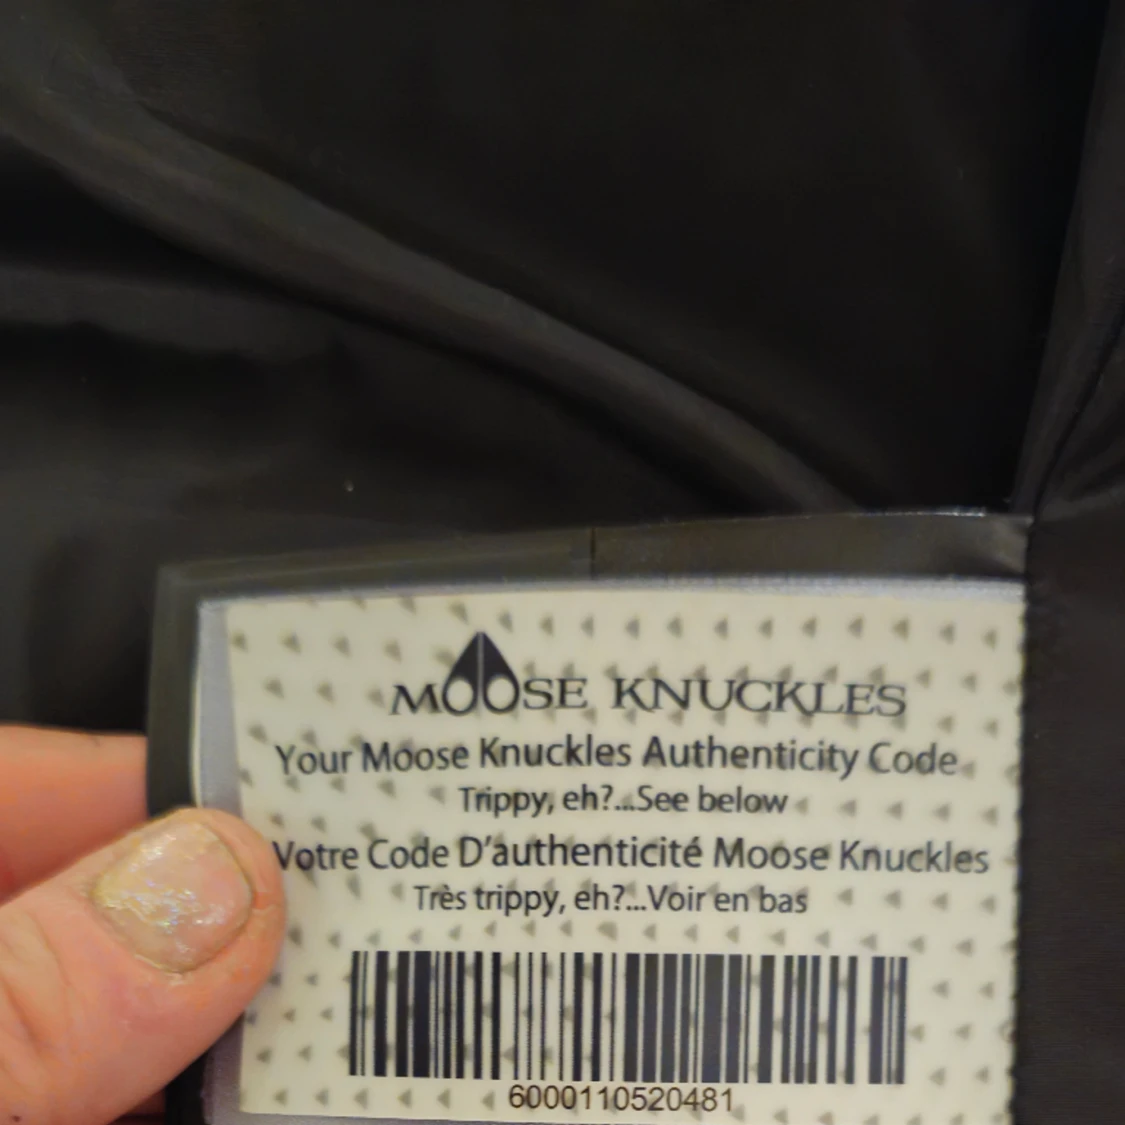 MOOSE KNUCKLES
Your Moose Knuckles Authenticity Code
Trippy, eh?...See below
Votre Code D'authenticité Moose Knuckles
Très trippy, eh?...Voir en bas
6000110520481